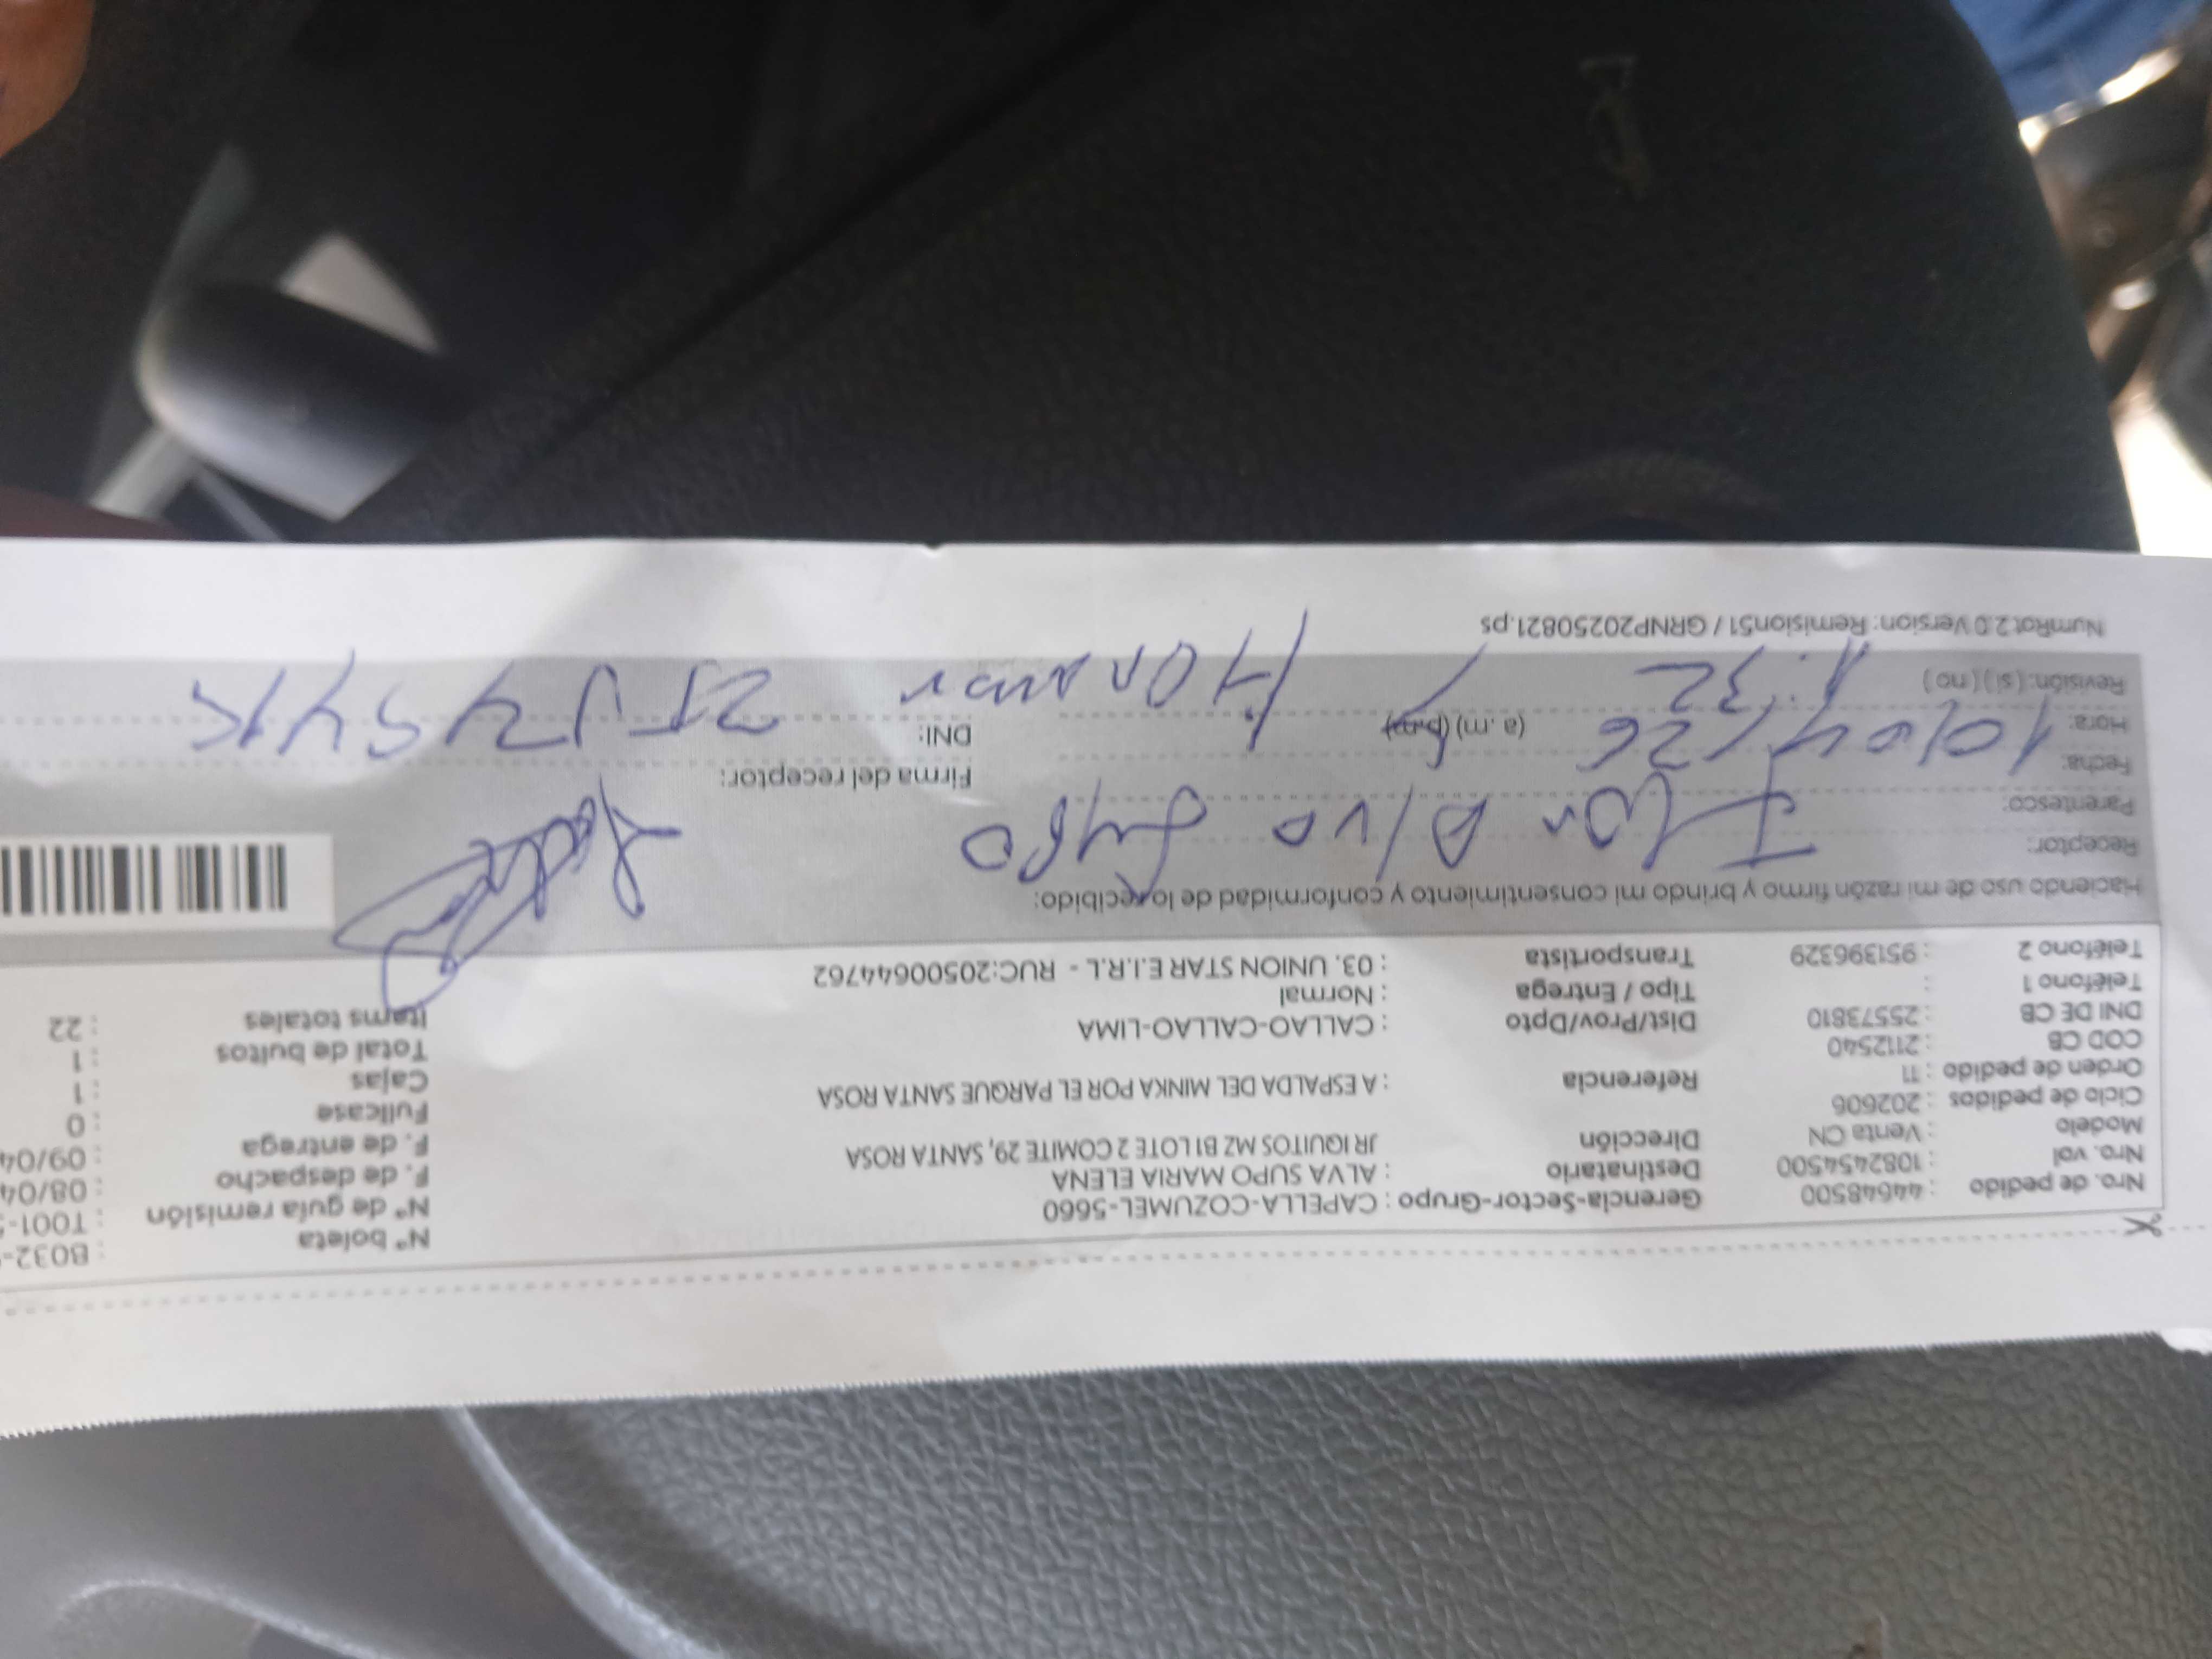 N° boleta : B032-
Nro. de pedido : 44648500 Gerencia-Sector-Grupo : CAPELLA-COZUMEL-5660 N° de guía remisión : T001-
Nro. vol : 1082454500 Destinatario : ALVA SUPO MARIA ELENA F. de despacho : 08/04
Modelo : Venta CN Dirección JR IQUITOS MZ B1 LOTE 2 COMITE 29, SANTA ROSA F. de entrega : 09/04
Ciclo de pedidos : 202606 Fullcase : 0
Orden de pedido : 11 Referencia : A ESPALDA DEL MINKA POR EL PARQUE SANTA ROSA Cajas : 1
COD CB : 2112540 Total de bultos : 1
DNI DE CB : 25573810 Dist/Prov/Dpto : CALLAO-CALLAO-LIMA Items totales : 22
Teléfono 1 : Tipo / Entrega : Normal
Teléfono 2 : 951396329 Transportista : 03. UNION STAR E.I.R.L - RUC:20500644762
Haciendo uso de mi razón firmo y brindo mi consentimiento y conformidad de lo recibido:
Receptor: Flor Alva Supo
Parentesco:
Firma del receptor:
Fecha: 10/04/26
Hora: 1:32 (a.m) (p.m) DNI:
Revisión: (si) (no) Hermana
NumRot 2.0 Version: Remision51 / GRNP20250821.ps